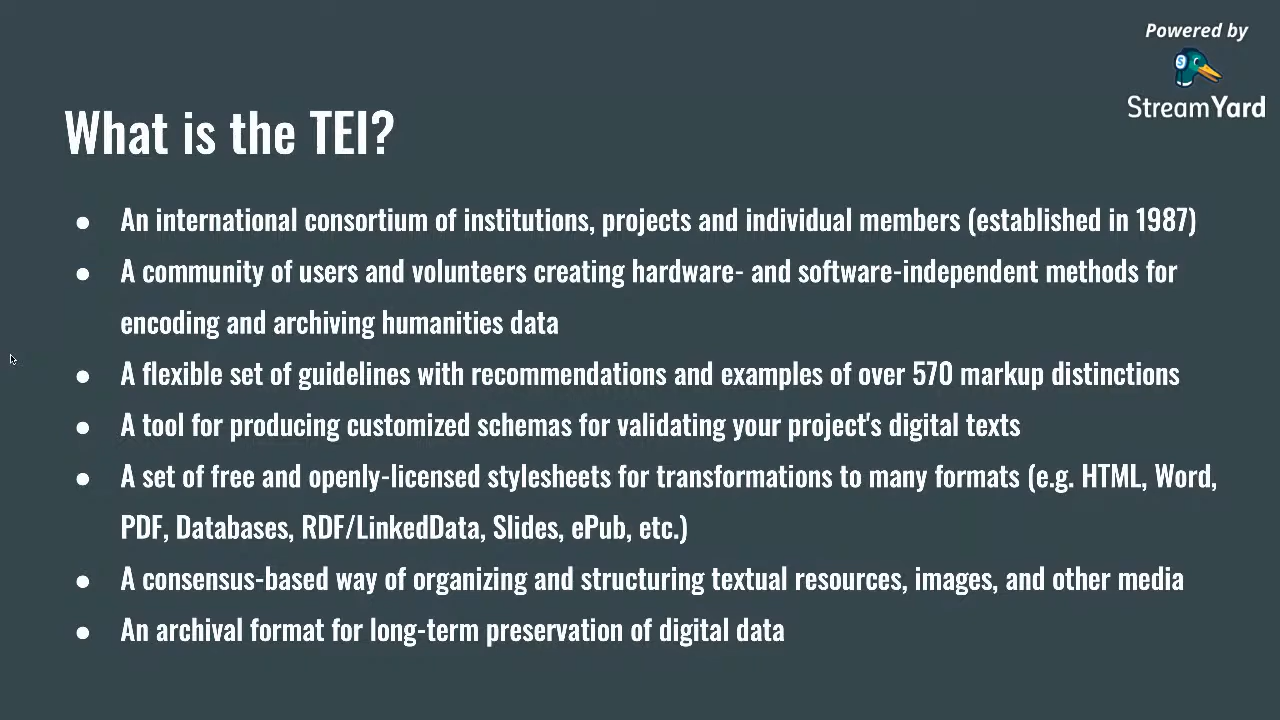 Powered by
StreamYard
What is the TEI?
● An international consortium of institutions, projects and individual members (established in 1987)
● A community of users and volunteers creating hardware- and software-independent methods for
encoding and archiving humanities data
● A flexible set of guidelines with recommendations and examples of over 570 markup distinctions
● A tool for producing customized schemas for validating your project's digital texts
● A set of free and openly-licensed stylesheets for transformations to many formats (e.g. HTML, Word,
PDF, Databases, RDF/LinkedData, Slides, ePub, etc.)
● A consensus-based way of organizing and structuring textual resources, images, and other media
● An archival format for long-term preservation of digital data